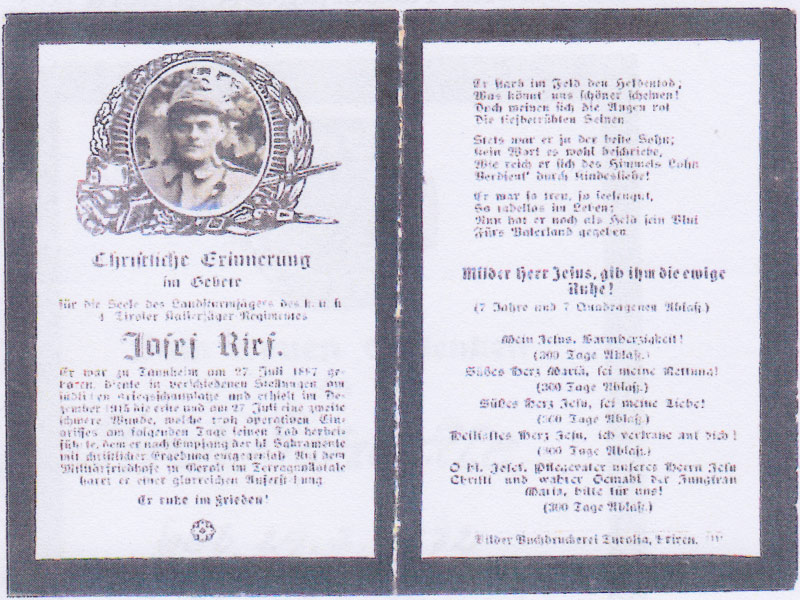 Christliche Erinnerung
im Gebete
für die Seele des Landsturmjägers des k. u. k.
4. Tiroler Kaiserjäger Regimentes
Josef Rief.
Er war zu Tannheim am 27. Juli 1887 ge-
boren, diente in verschiedenen Stellungen am
südlichen Kriegsschauplatze und erhielt im De-
zember 1915 die erste und am 27. Juli eine zweite
schwere Wunde, welche trotz operativen Ein-
griffes am folgenden Tage seinen Tod herbei-
führte, dem er nach Empfang der hl. Sakramente
mit christlicher Ergebung entgegensah. Auf dem
Militärfriedhofe zu Geroli im Terragnolatale
harrt er einer glorreichen Auferstehung.
Er ruhe im Frieden!
Er starb im Feld den Heldentod;
Was könnt' uns schöner scheinen!
Doch weinen sich die Augen rot
Die tiefbetrübten Seinen.
Stets war er ja der beste Sohn;
Kein Wort es wohl beschriebe,
Wie reich er sich des Himmels Lohn
Verdient' durch Kindesliebe!
Er war so treu, so seelengut,
So tadellos im Leben;
Nun hat er noch als Held sein Blut
Fürs Vaterland gegeben.
Milder Herr Jesus, gib ihm die ewige
Ruhe!
(7 Jahre und 7 Quadragenen Ablaß.)
Mein Jesus, Barmherzigkeit!
(300 Tage Ablaß.)
Süßes Herz Mariä, sei meine Rettung!
(300 Tage Ablaß.)
Süßes Herz Jesu, sei meine Liebe!
(300 Tage Ablaß.)
Heiligstes Herz Jesu, ich vertraue auf dich!
(300 Tage Ablaß.)
O hl. Josef, Pflegevater unseres Herrn Jesu
Christi und wahrer Gemahl der Jungfrau
Maria, bitte für uns!
(300 Tage Ablaß.)
Bilder Buchdruckerei Tyrolia, Brixen.